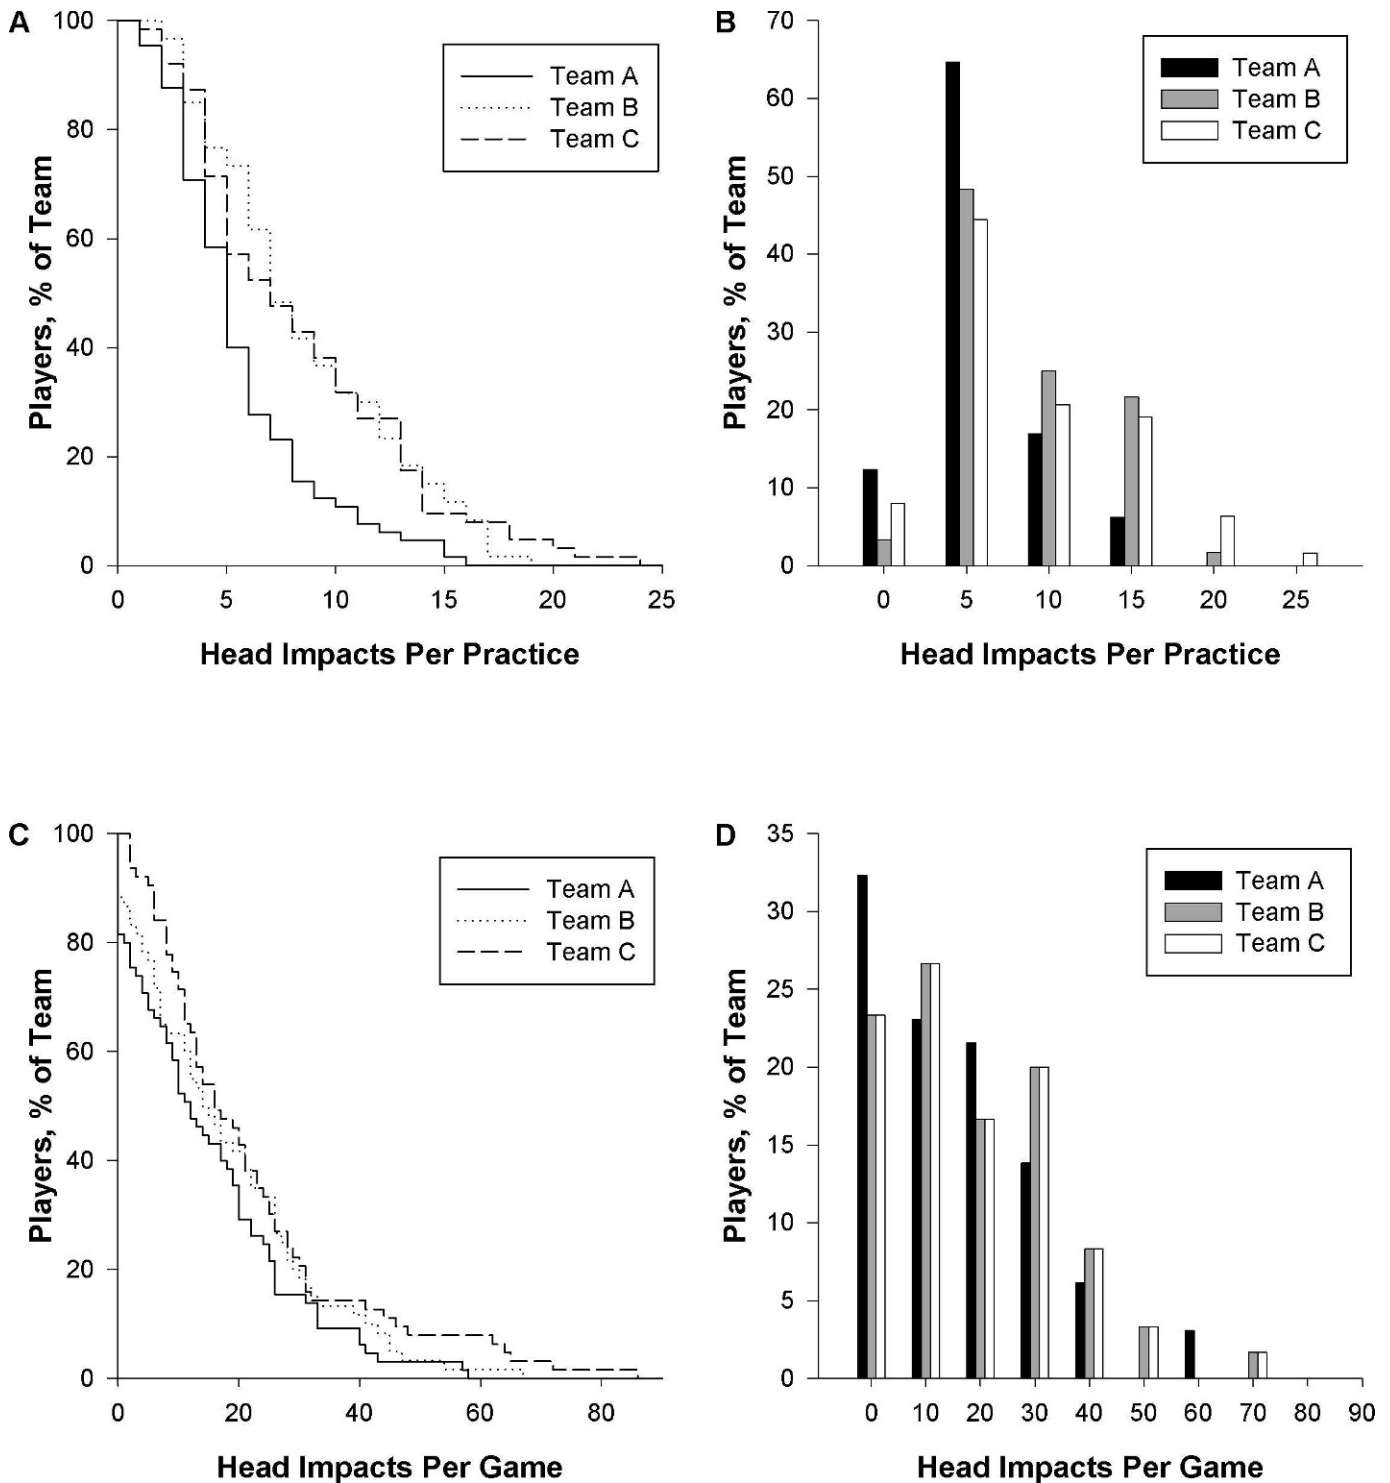 A
100
80
60
40
20
0
Players, % of Team
Team A
Team B
Team C
0 5 10 15 20 25
Head Impacts Per Practice
B
70
60
50
40
30
20
10
0
Players, % of Team
Team A
Team B
Team C
0 5 10 15 20 25
Head Impacts Per Practice
C
100
80
60
40
20
0
Players, % of Team
Team A
Team B
Team C
0 20 40 60 80
Head Impacts Per Game
D
35
30
25
20
15
10
5
0
Players, % of Team
Team A
Team B
Team C
0 10 20 30 40 50 60 70 80 90
Head Impacts Per Game